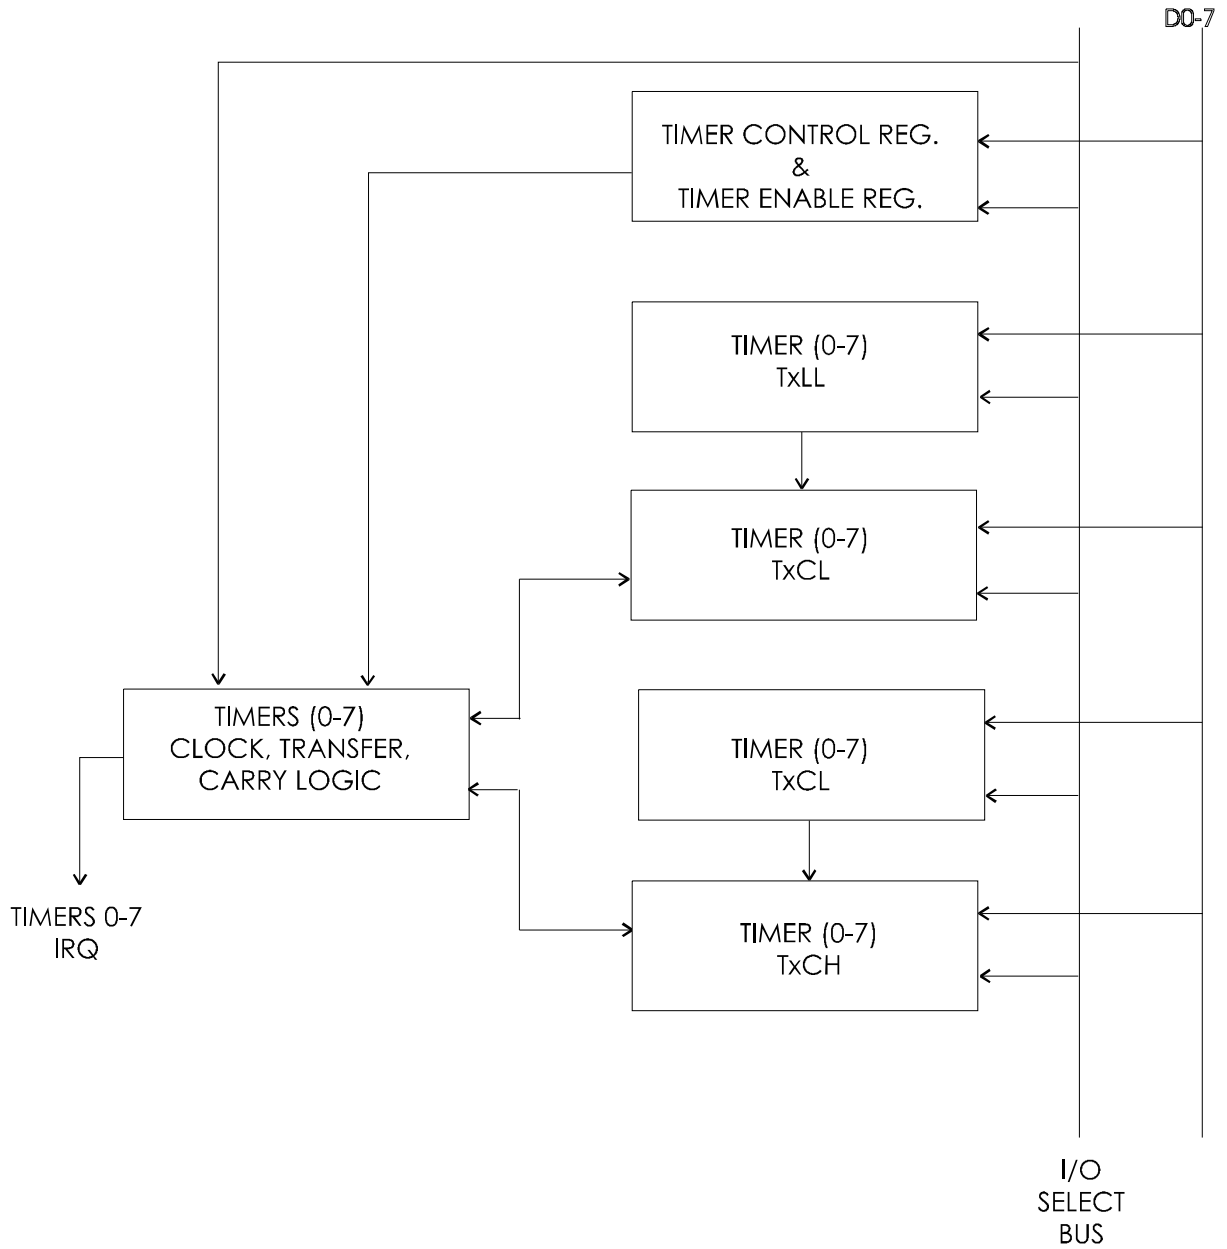 D0-7
TIMER CONTROL REG.
&
TIMER ENABLE REG.
TIMER (0-7)
TxLL
TIMER (0-7)
TxCL
TIMERS (0-7)
CLOCK, TRANSFER,
CARRY LOGIC
TIMER (0-7)
TxCL
TIMERS 0-7
IRQ
TIMER (0-7)
TxCH
I/O
SELECT
BUS